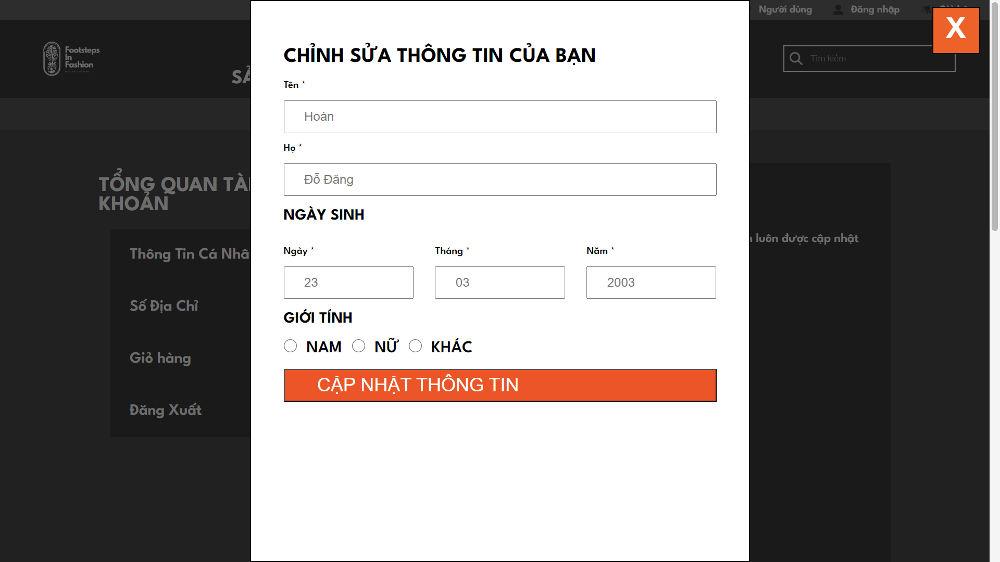 Người dùng
Đăng nhập
X
Footsteps
In
Fashion
SẢ
Tìm kiếm
CHỈNH SỬA THÔNG TIN CỦA BẠN
Tên *
Hoàn
Họ *
Đỗ Đăng
NGÀY SINH
Ngày *
Tháng *
Năm *
23
03
2003
GIỚI TÍNH
NAM
NỮ
KHÁC
CẬP NHẬT THÔNG TIN
TỔNG QUAN TÀI
KHOẢN
Thông Tin Cá Nhâ
Số Địa Chỉ
Giỏ hàng
Đăng Xuất
luôn được cập nhật